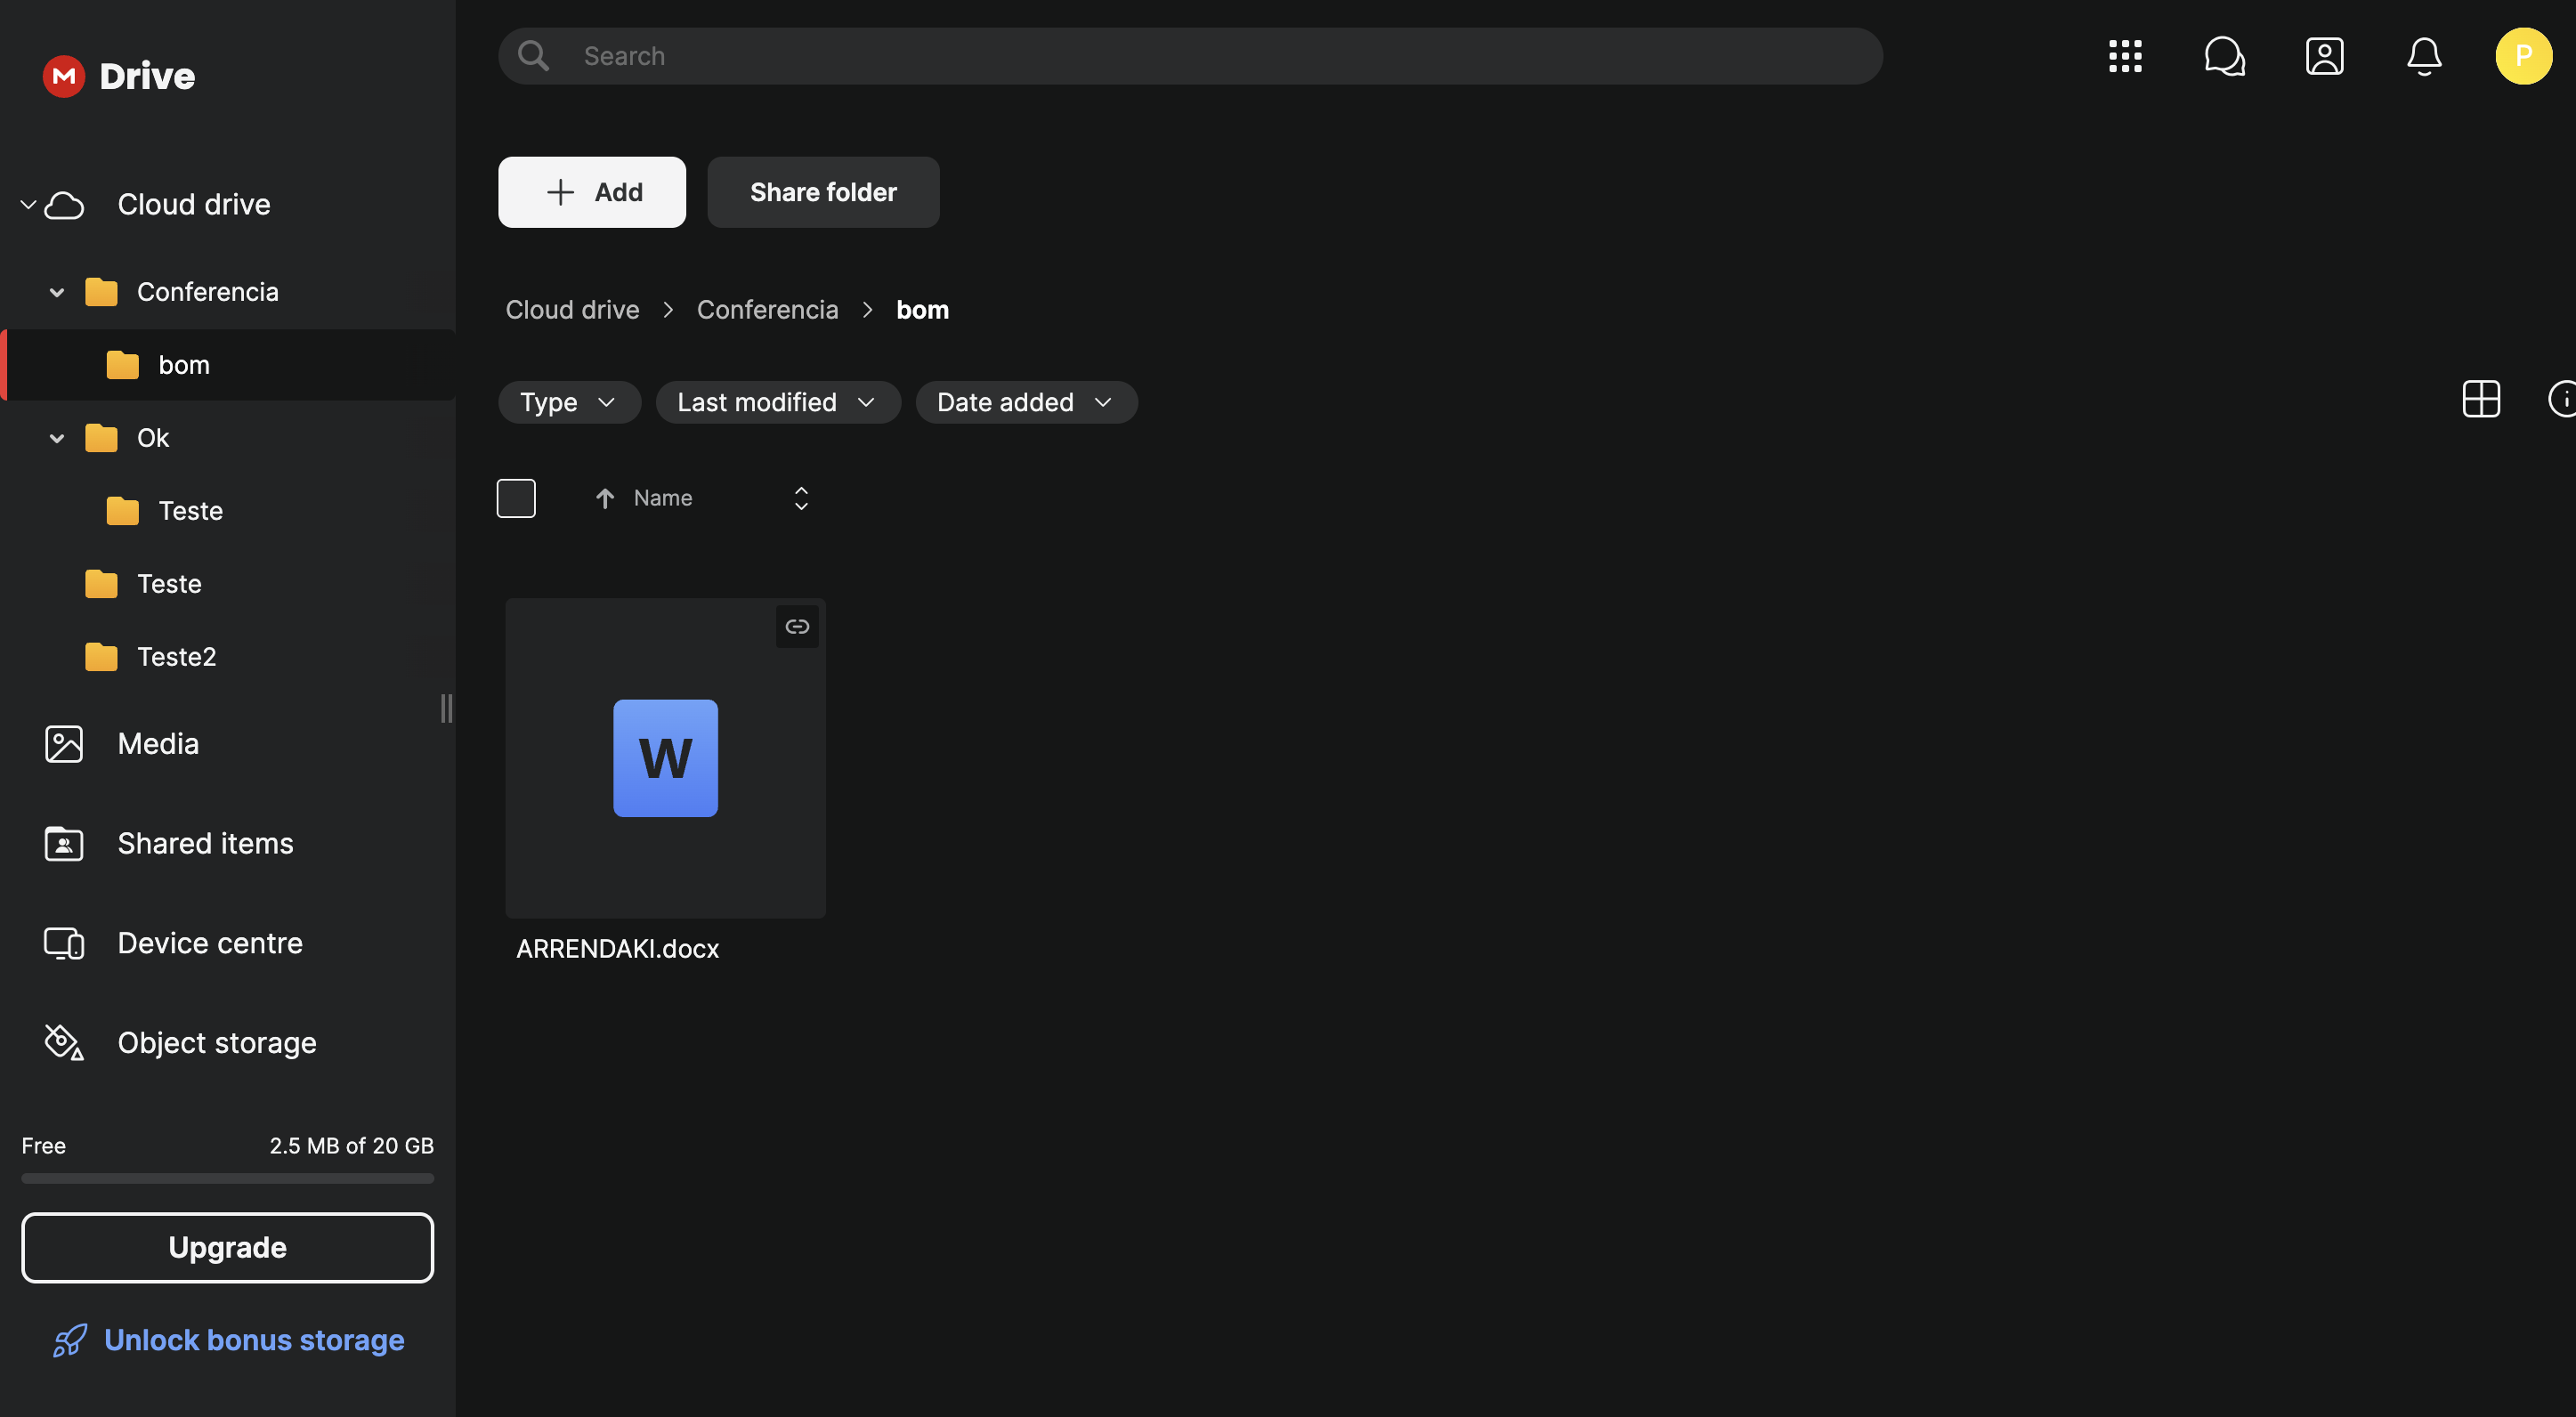 Drive
Cloud drive
Conferencia
bom
Ok
Teste
Teste
Teste2
Media
Shared items
Device centre
Object storage
Free 2.5 MB of 20 GB
Upgrade
Unlock bonus storage
Search
P
Add Share folder
Cloud drive > Conferencia > bom
Type Last modified Date added
Name
W
ARRENDAKI.docx